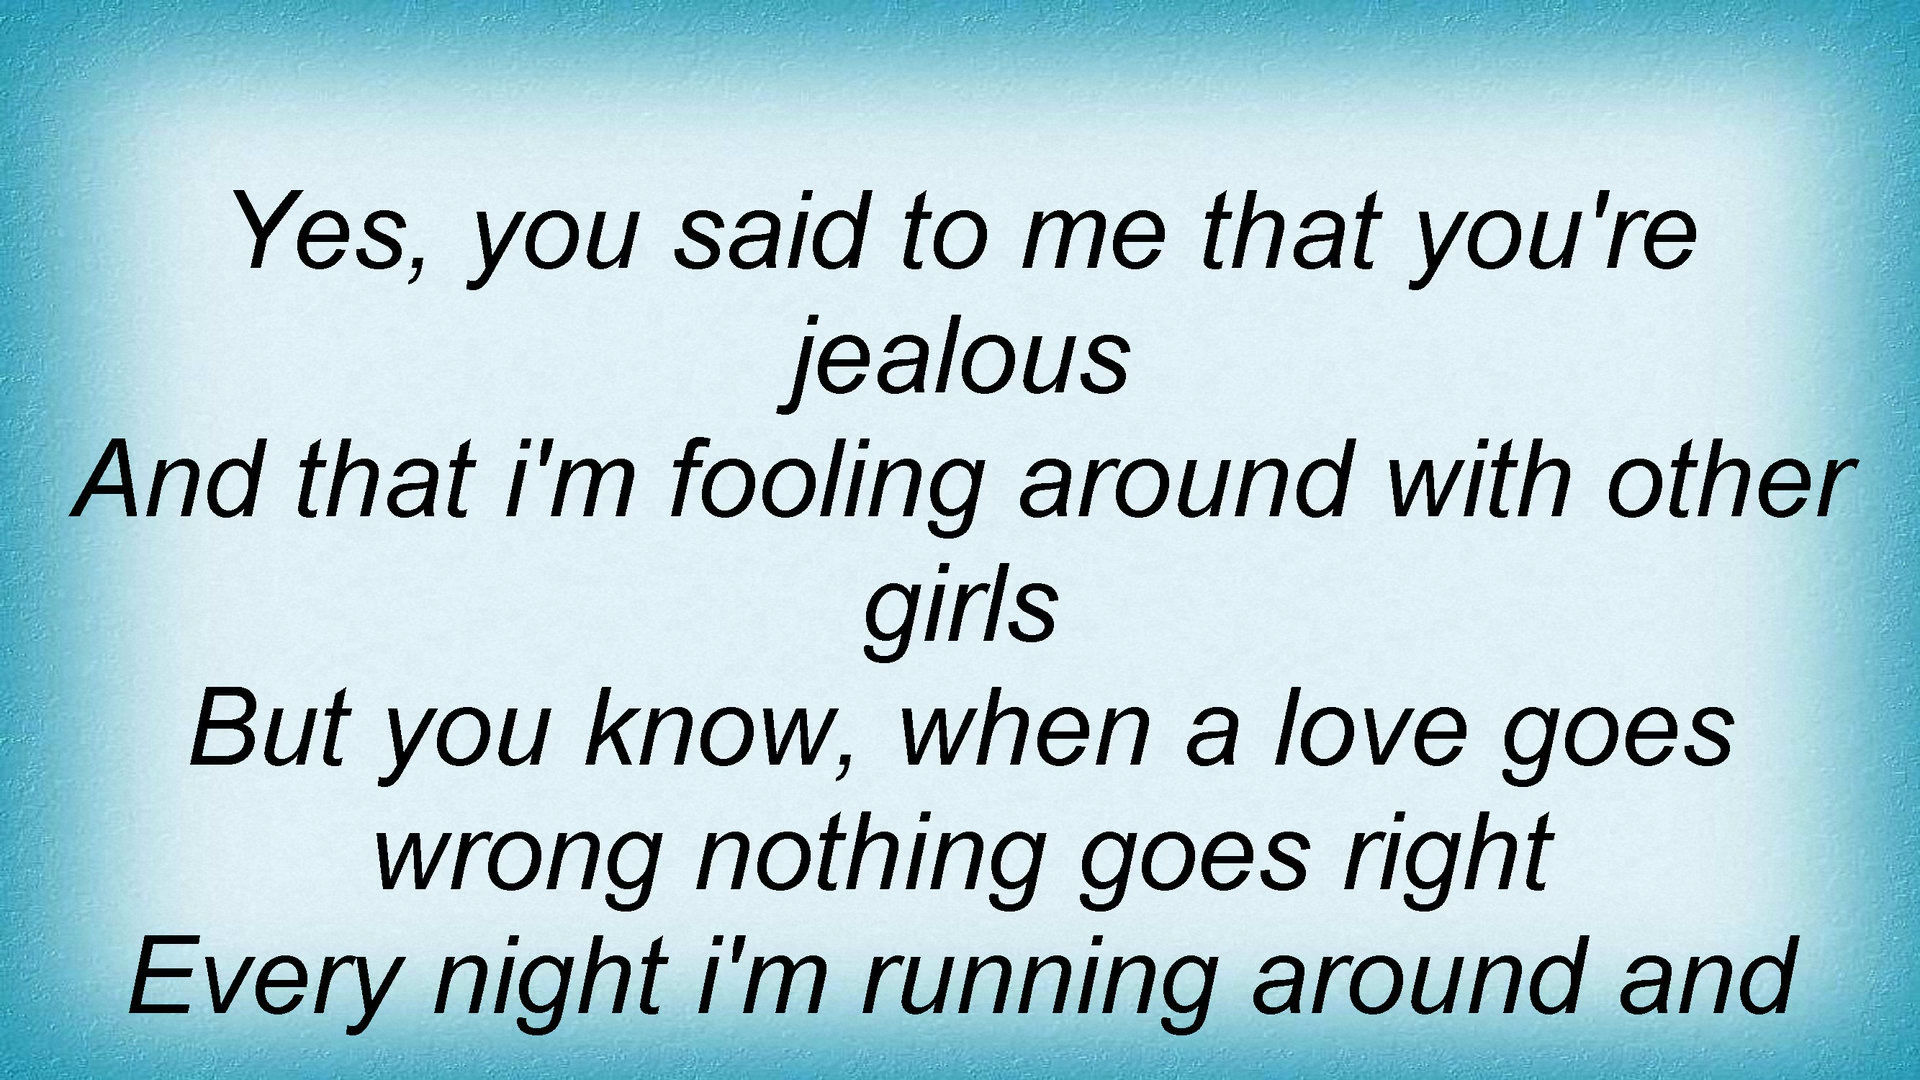 Yes, you said to me that you're
jealous
And that i'm fooling around with other
girls
But you know, when a love goes
wrong nothing goes right
Every night i'm running around and